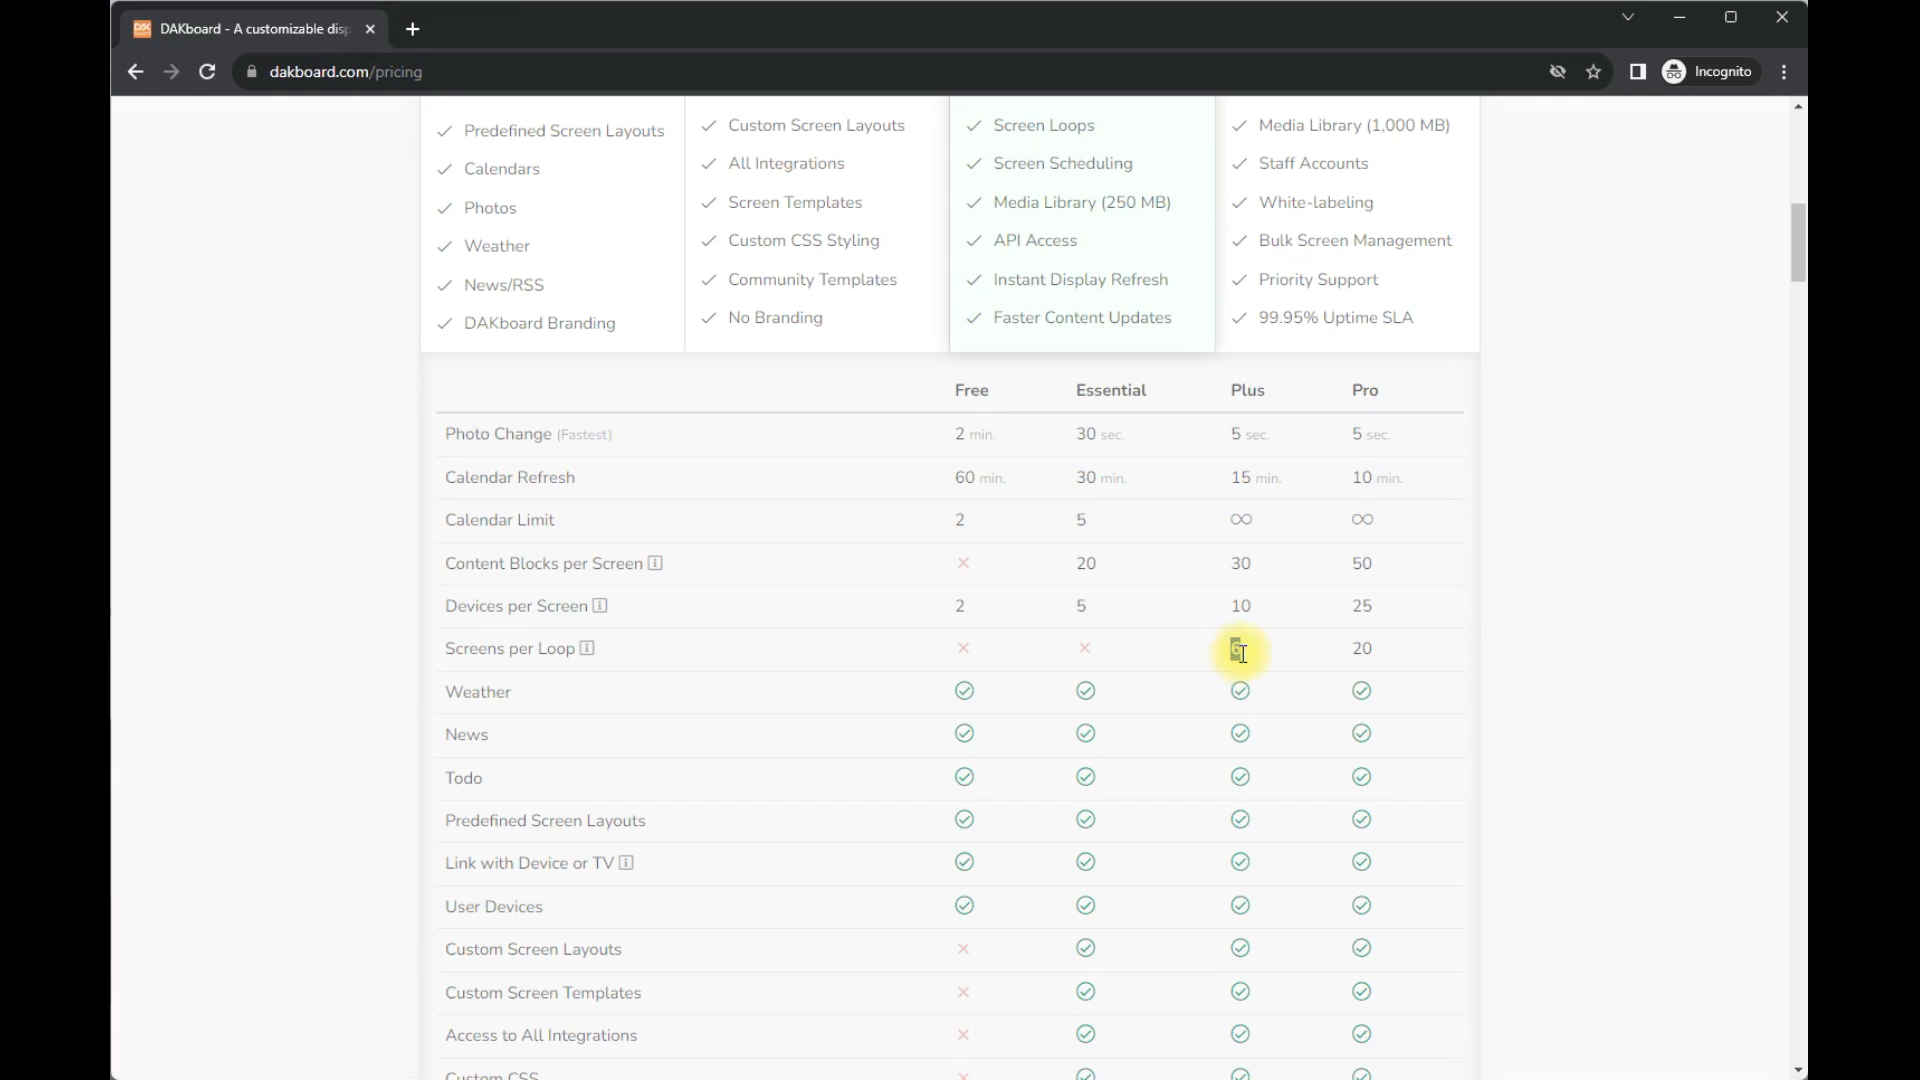 DAKboard - A customizable disp
dakboard.com/pricing
Incognito
Predefined Screen Layouts
Calendars
Photos
Weather
News/RSS
DAKboard Branding
Custom Screen Layouts
All Integrations
Screen Templates
Custom CSS Styling
Community Templates
No Branding
Screen Loops
Screen Scheduling
Media Library (250 MB)
API Access
Instant Display Refresh
Faster Content Updates
Media Library (1,000 MB)
Staff Accounts
White-labeling
Bulk Screen Management
Priority Support
99.95% Uptime SLA
Free Essential Plus Pro
Photo Change (Fastest) 2 min. 30 sec. 5 sec. 5 sec.
Calendar Refresh 60 min. 30 min. 15 min. 10 min.
Calendar Limit 2 5 ∞ ∞
Content Blocks per Screen × 20 30 50
Devices per Screen 2 5 10 25
Screens per Loop × × 6 20
Weather
News
Todo
Predefined Screen Layouts
Link with Device or TV
User Devices
Custom Screen Layouts ×
Custom Screen Templates ×
Access to All Integrations ×
Custom CSS ×